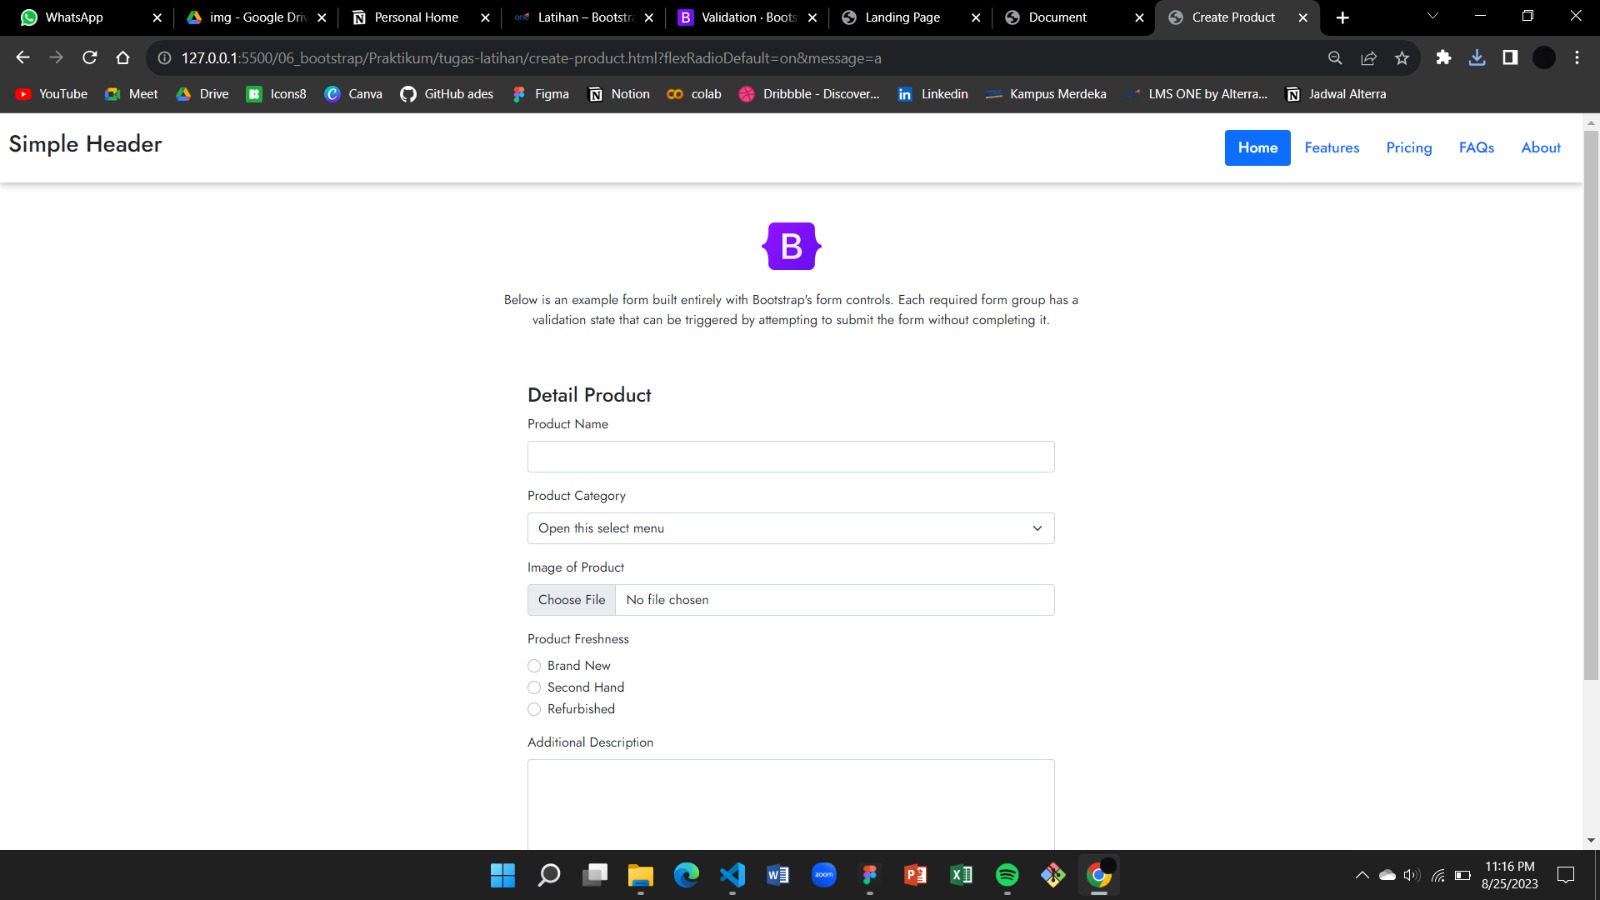 WhatsApp
img - Google Driv
Personal Home
Latihan – Bootstra
Validation · Boots
Landing Page
Document
Create Product
127.0.0.1:5500/06_bootstrap/Praktikum/tugas-latihan/create-product.html?flexRadioDefault=on&message=a
YouTube
Meet
Drive
Icons8
Canva
GitHub ades
Figma
Notion
colab
Dribbble - Discover...
Linkedin
Kampus Merdeka
LMS ONE by Alterra...
Jadwal Alterra
Simple Header
Home
Features
Pricing
FAQs
About
B
Below is an example form built entirely with Bootstrap's form controls. Each required form group has a
validation state that can be triggered by attempting to submit the form without completing it.
Detail Product
Product Name
Product Category
Open this select menu
Image of Product
Choose File
No file chosen
Product Freshness
Brand New
Second Hand
Refurbished
Additional Description
zoom
11:16 PM
8/25/2023